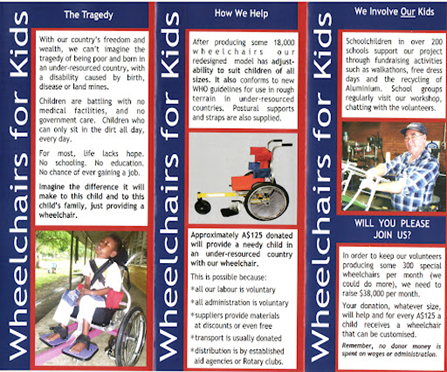 Wheelchairs for Kids
The Tragedy
With our country's freedom and
wealth, we can't imagine the
tragedy of being poor and born in
an under-resourced country, with
a disability caused by birth,
disease or land mines.
Children are battling with no
medical facilities, and no
government care. Children who
can only sit in the dirt all day,
every day.
For most, life lacks hope.
No schooling. No education.
No chance of ever gaining a job.
Imagine the difference it will
make to this child and to this
child's family, just providing a
wheelchair.
Wheelchairs for Kids
How We Help
After producing some 18,000
wheelchairs our
redesigned model has adjust-
ability to suit children of all
sizes. It also conforms to new
WHO guidelines for use in rough
terrain in under-resourced
countries. Postural supports
and straps are also supplied.
Approximately A$125 donated
will provide a needy child in
an under-resourced country
with our wheelchair.
This is possible because:
*all our labour is voluntary
*all administration is voluntary
*suppliers provide materials
at discounts or even free
*transport is usually donated
*distribution is by established
aid agencies or Rotary clubs.
Wheelchairs for Kids
We Involve Our Kids
Schoolchildren in over 200
schools support our project
through fundraising activities
such as walkathons, free dress
days and the recycling of
Aluminium. School groups
regularly visit our workshop,
chatting with the volunteers.
WILL YOU PLEASE
JOIN US?
In order to keep our volunteers
producing some 300 special
wheelchairs per month (we
could do more), we need to
raise $38,000 per month.
Your donation, whatever size,
will help and for every A$125 a
child receives a wheelchair
that can be customised.
Remember, no donor money is
spent on wages or administration.